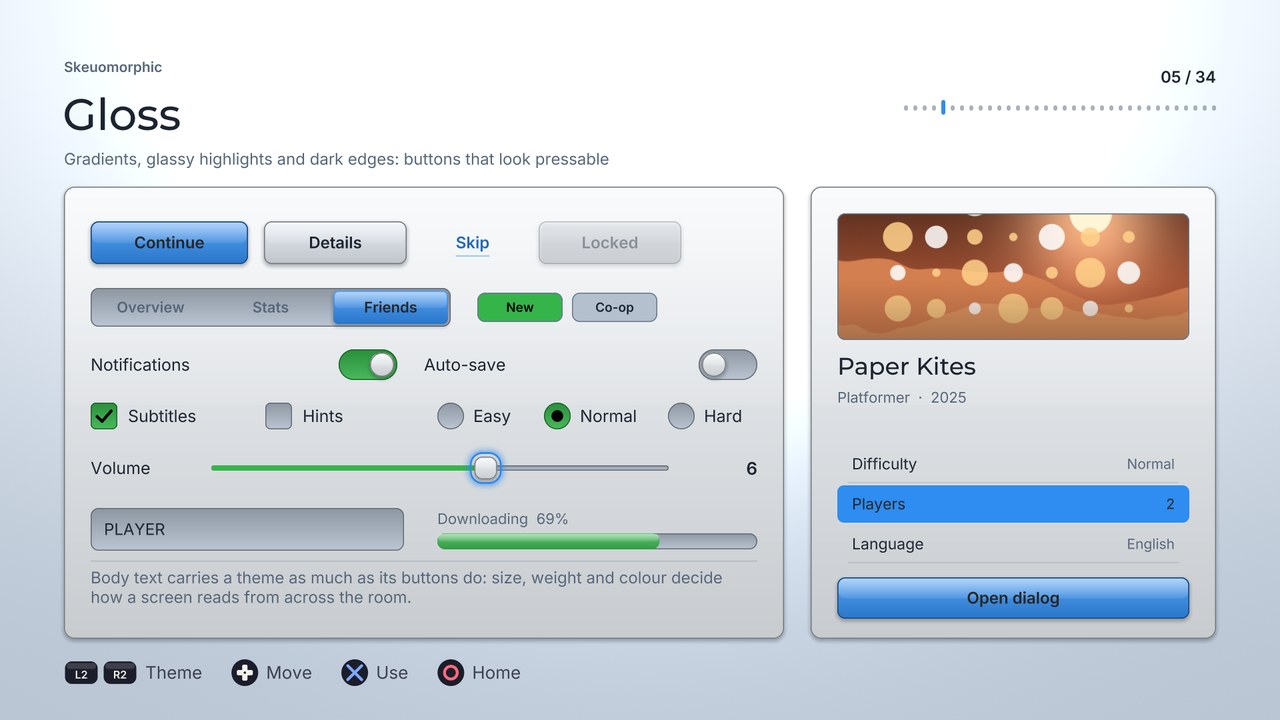 Skeuomorphic
05 / 34
Gloss
Gradients, glassy highlights and dark edges: buttons that look pressable
Continue
Details
Skip
Locked
Overview
Stats
Friends
New
Co-op
Notifications
Auto-save
Subtitles
Hints
Easy
Normal
Hard
Volume
6
PLAYER
Downloading 69%
Body text carries a theme as much as its buttons do: size, weight and colour decide
how a screen reads from across the room.
Paper Kites
Platformer · 2025
Difficulty
Normal
Players
2
Language
English
Open dialog
L2
R2
Theme
Move
Use
Home